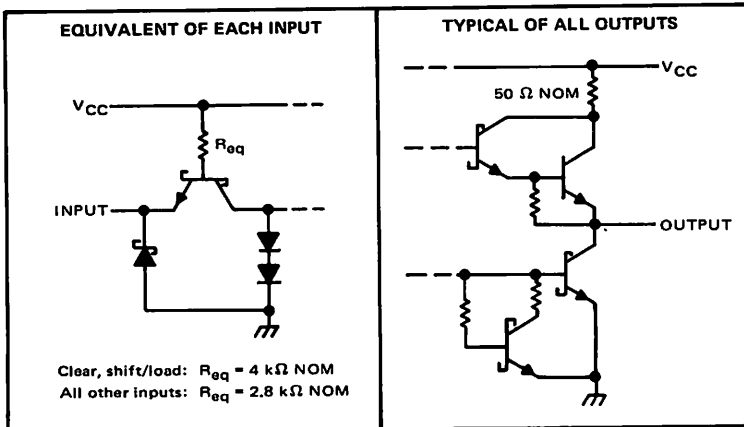 EQUIVALENT OF EACH INPUT
VCC
Req
INPUT
Clear, shift/load: Req = 4 kΩ NOM
All other inputs: Req = 2.8 kΩ NOM
TYPICAL OF ALL OUTPUTS
VCC
50 Ω NOM
OUTPUT